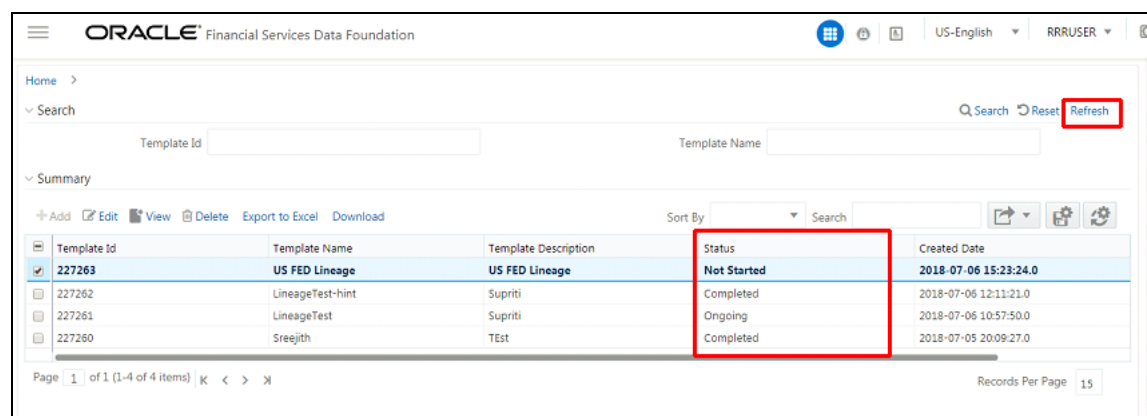 ORACLE® Financial Services Data Foundation US-English RRRUSER
Home >
Search Search Reset Refresh
Template Id Template Name
Summary
Add Edit View Delete Export to Excel Download Sort By Search
Template Id Template Name Template Description Status Created Date
227263 US FED Lineage US FED Lineage Not Started 2018-07-06 15:23:24.0
227262 LineageTest-hint Supriti Completed 2018-07-06 12:11:21.0
227261 LineageTest Supriti Ongoing 2018-07-06 10:57:50.0
227260 Sreejith TEst Completed 2018-07-05 20:09:27.0
Page 1 of 1 (1-4 of 4 items) Records Per Page 15